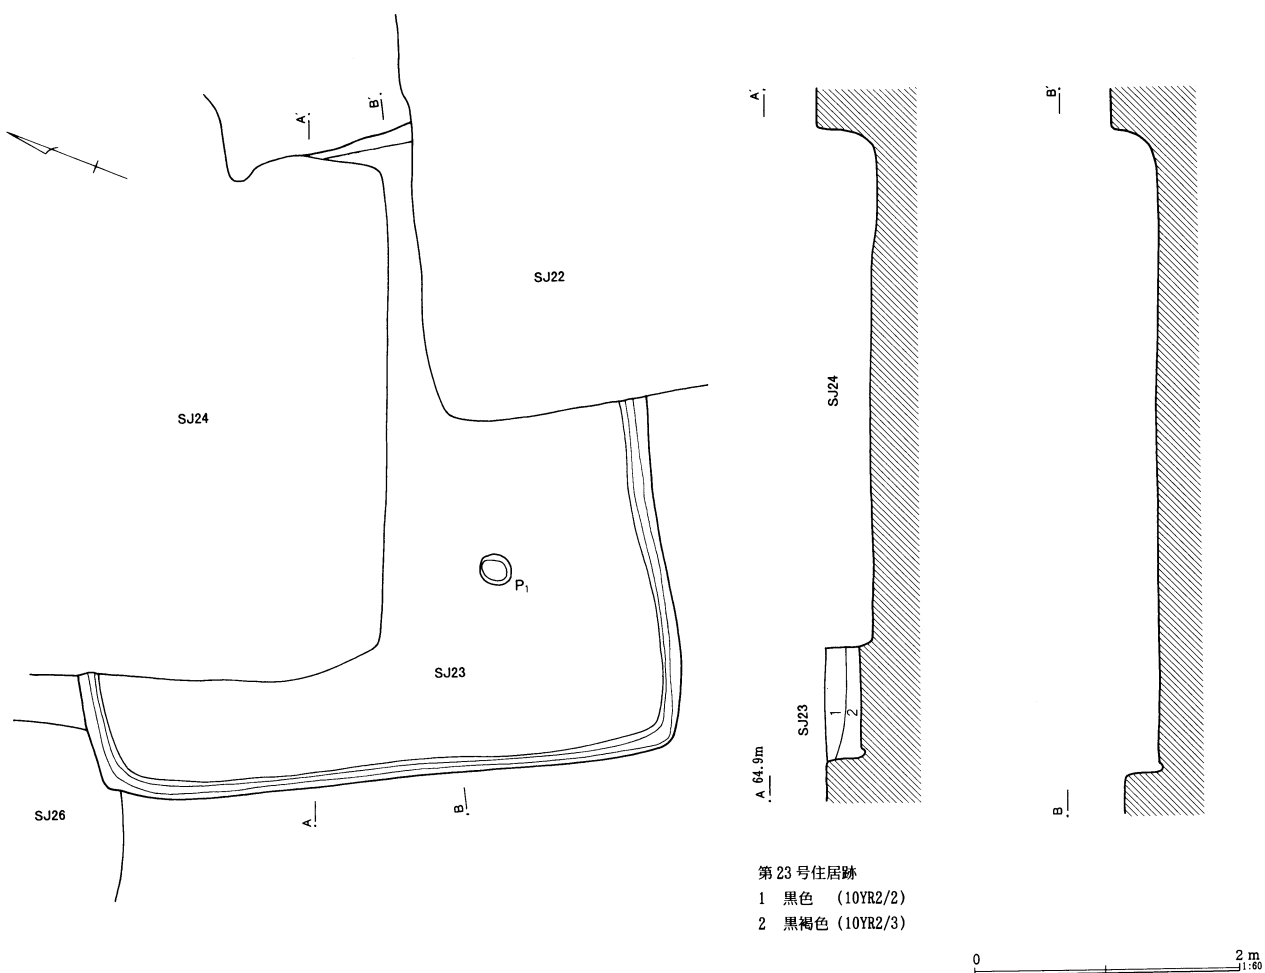 A´
B´
SJ22
SJ24
P1
SJ23
SJ26
A
B
A´
SJ24
SJ23
1
2
A 64.9m
B´
B
第23号住居跡
1 黒色 (10YR2/2)
2 黒褐色 (10YR2/3)
0 2 m
1:60